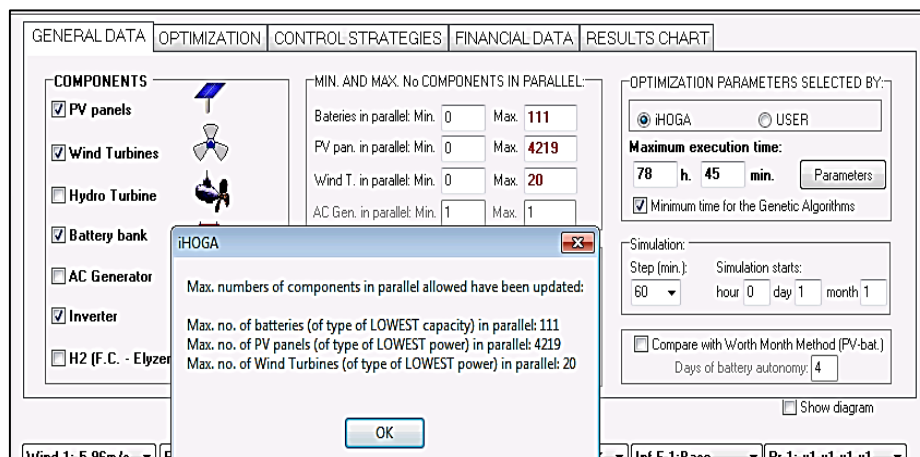 GENERAL DATA OPTIMIZATION CONTROL STRATEGIES FINANCIAL DATA RESULTS CHART
COMPONENTS
PV panels
Wind Turbines
Hydro Turbine
Battery bank
AC Generator
Inverter
H2 (F.C. - Elyzer
MIN. AND MAX. No COMPONENTS IN PARALLEL:
Bateries in parallel: Min. 0 Max. 111
PV pan. in parallel: Min. 0 Max. 4219
Wind T. in parallel: Min. 0 Max. 20
AC Gen. in parallel: Min. 1 Max. 1
OPTIMIZATION PARAMETERS SELECTED BY:
iHOGA USER
Maximum execution time:
78 h. 45 min. Parameters
Minimum time for the Genetic Algorithms
Simulation:
Step (min.): Simulation starts:
60 hour 0 day 1 month 1
Compare with Worth Month Method (PV-bat.)
Days of battery autonomy: 4
Show diagram
iHOGA
Max. numbers of components in parallel allowed have been updated:
Max. no. of batteries (of type of LOWEST capacity) in parallel: 111
Max. no. of PV panels (of type of LOWEST power) in parallel: 4219
Max. no. of Wind Turbines (of type of LOWEST power) in parallel: 20
OK